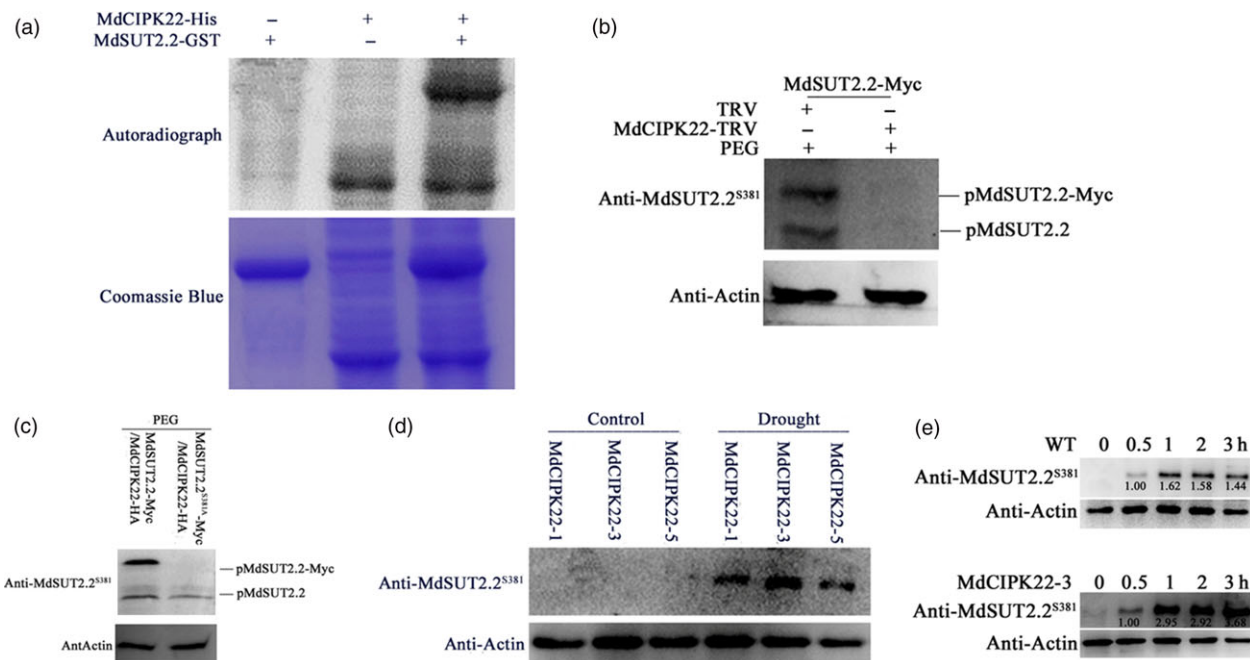 (a)
MdCIPK22-His – + +
MdSUT2.2-GST + – +
Autoradiograph
Coomassie Blue
(b)
MdSUT2.2-Myc
TRV + –
MdCIPK22-TRV – +
PEG + +
Anti-MdSUT2.2S381
pMdSUT2.2-Myc
pMdSUT2.2
Anti-Actin
(c)
PEG
MdSUT2.2-Myc
/MdCIPK22-HA
MdSUT2.2S381A-Myc
/MdCIPK22-HA
Anti-MdSUT2.2S381
pMdSUT2.2-Myc
pMdSUT2.2
AntActin
(d)
Control Drought
MdCIPK22-1 MdCIPK22-3 MdCIPK22-5 MdCIPK22-1 MdCIPK22-3 MdCIPK22-5
Anti-MdSUT2.2S381
Anti-Actin
(e)
WT 0 0.5 1 2 3 h
Anti-MdSUT2.2S381
1.00 1.62 1.58 1.44
Anti-Actin
MdCIPK22-3 0 0.5 1 2 3h
Anti-MdSUT2.2S381
1.00 2.95 2.92 3.68
Anti-Actin